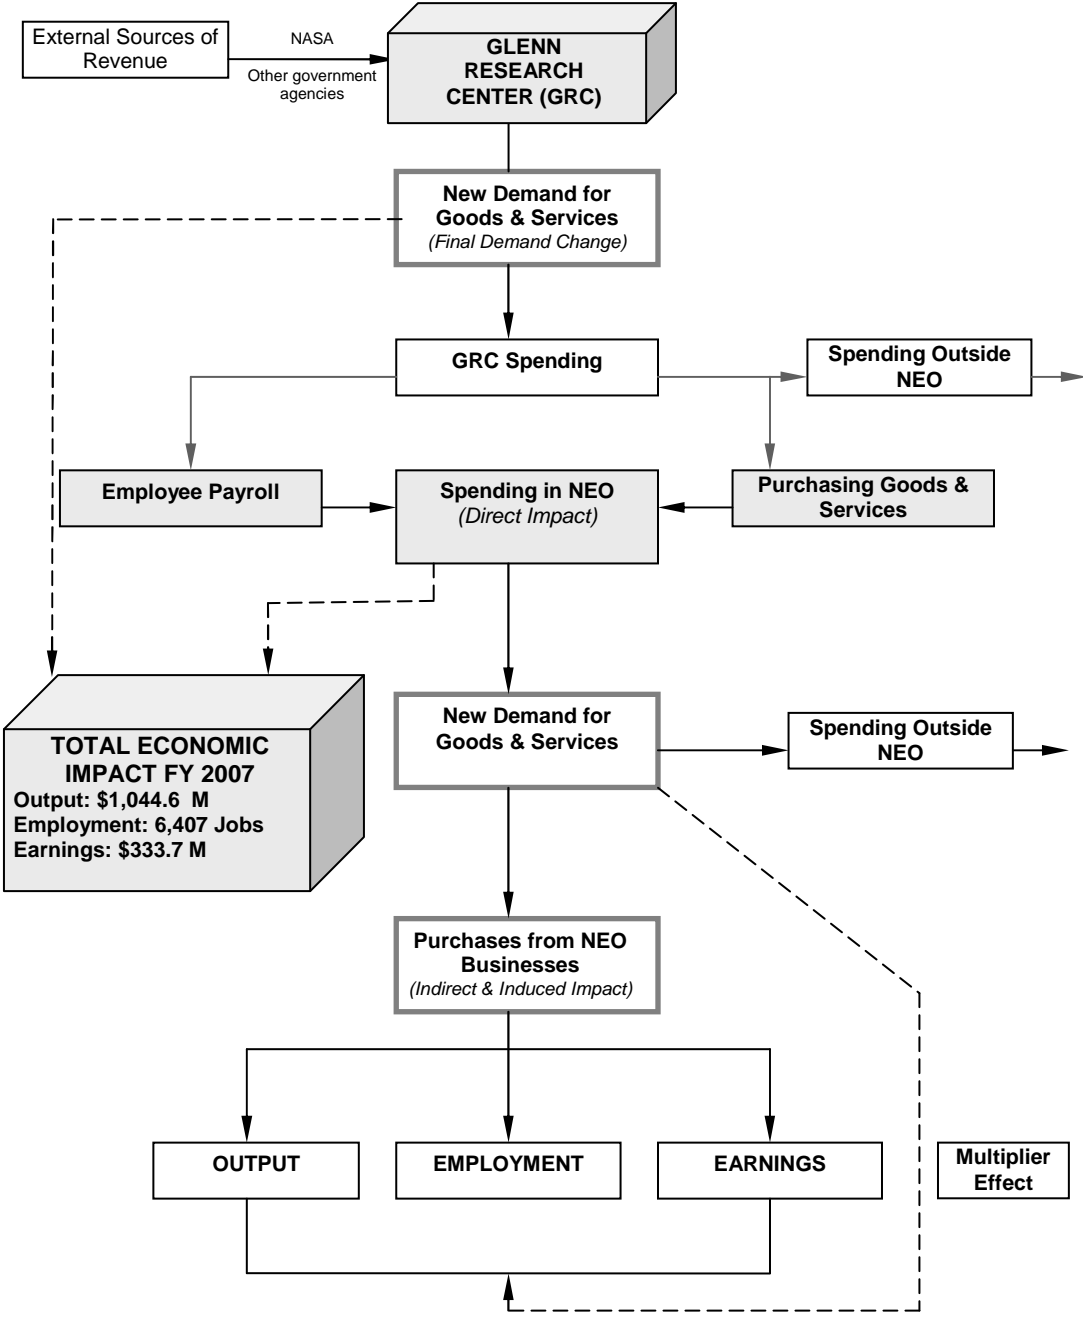 External Sources of
Revenue
NASA
Other government
agencies
GLENN
RESEARCH
CENTER (GRC)
New Demand for
Goods & Services
(Final Demand Change)
GRC Spending
Spending Outside
NEO
Employee Payroll
Spending in NEO
(Direct Impact)
Purchasing Goods &
Services
TOTAL ECONOMIC
IMPACT FY 2007
Output: $1,044.6 M
Employment: 6,407 Jobs
Earnings: $333.7 M
New Demand for
Goods & Services
Spending Outside
NEO
Purchases from NEO
Businesses
(Indirect & Induced Impact)
OUTPUT
EMPLOYMENT
EARNINGS
Multiplier
Effect